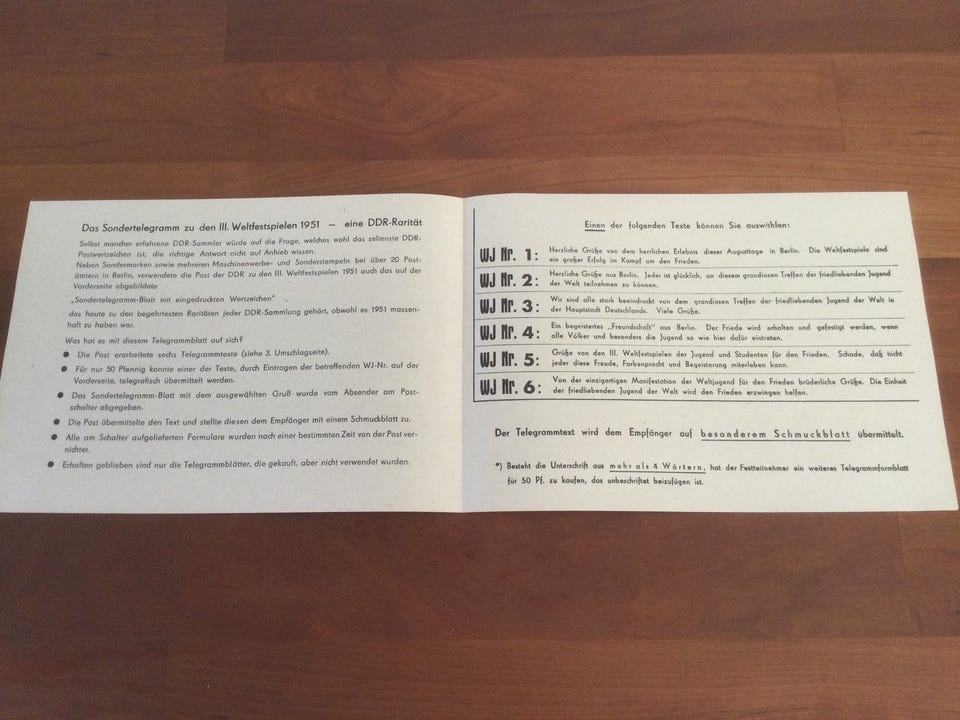 Das Sondertelegramm zu den III. Weltfestspielen 1951 — eine DDR-Rarität
Selbst mancher erfahrene DDR-Sammler würde auf die Frage, welches wohl das seltenste DDR-
Postwertzeichen ist, die richtige Antwort nicht auf Anhieb wissen.
Neben Sondermarken sowie mehreren Maschinenwerbe- und Sonderstempeln bei über 20 Post-
ämtern in Berlin, verwendete die Post der DDR zu den III. Weltfestspielen 1951 auch das auf der
Vorderseite abgebildete
„Sondertelegramm-Blatt mit eingedruckten Wertzeichen"
das heute zu den begehrtesten Raritäten jeder DDR-Sammlung gehört, obwohl es 1951 massen-
haft zu haben war.
Was hat es mit diesem Telegrammblatt auf sich?
● Die Post erarbeitete sechs Telegrammtexte (siehe 3. Umschlagseite).
● Für nur 50 Pfennig konnte einer der Texte, durch Eintragen der betreffenden WJ-Nr. auf der
Vorderseite, telegrafisch übermittelt werden.
● Das Sondertelegramm-Blatt mit dem ausgewählten Gruß wurde vom Absender am Post-
schalter abgegeben.
● Die Post übermittelte den Text und stellte diesen dem Empfänger mit einem Schmuckblatt zu.
● Alle am Schalter aufgelieferten Formulare wurden nach einer bestimmten Zeit von der Post ver-
nichtet.
● Erhalten geblieben sind nur die Telegrammblätter, die gekauft, aber nicht verwendet wurden.
Einen der folgenden Texte können Sie auswählen:
WJ Nr. 1: Herzliche Grüße von dem herrlichen Erlebnis dieser Augusttage in Berlin. Die Weltfestspiele sind
ein großer Erfolg im Kampf um den Frieden.
WJ Nr. 2: Herzliche Grüße aus Berlin. Jeder ist glücklich, an diesem grandiosen Treffen der friedliebenden Jugend
der Welt teilnehmen zu können.
WJ Nr. 3: Wir sind alle stark beeindruckt von dem grandiosen Treffen der friedliebenden Jugend der Welt in
der Hauptstadt Deutschlands. Viele Grüße.
WJ Nr. 4: Ein begeistertes „Freundschaft" aus Berlin. Der Friede wird erhalten und gefestigt werden, wenn
alle Völker und besonders die Jugend so wie hier dafür eintreten.
WJ Nr. 5: Grüße von den III. Weltfestspielen der Jugend und Studenten für den Frieden. Schade, daß nicht
jeder diese Freude, Farbenpracht und Begeisterung miterleben kann.
WJ Nr. 6: Von der einzigartigen Manifestation der Weltjugend für den Frieden brüderliche Grüße. Die Einheit
der friedliebenden Jugend der Welt wird den Frieden erzwingen helfen.
Der Telegrammtext wird dem Empfänger auf besonderem Schmuckblatt übermittelt.
*) Besteht die Unterschrift aus mehr als 4 Wörtern, hat der Festteilnehmer ein weiteres Telegrammformblatt
für 50 Pf. zu kaufen, das unbeschriftet beizufügen ist.